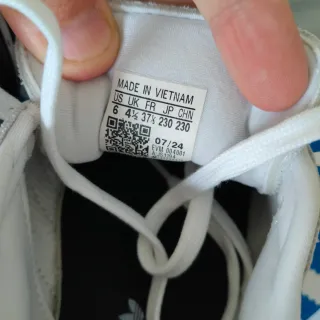 MADE IN VIETNAM
US UK FR JP CHN
6 4½ 37⅓ 230 230
07/24